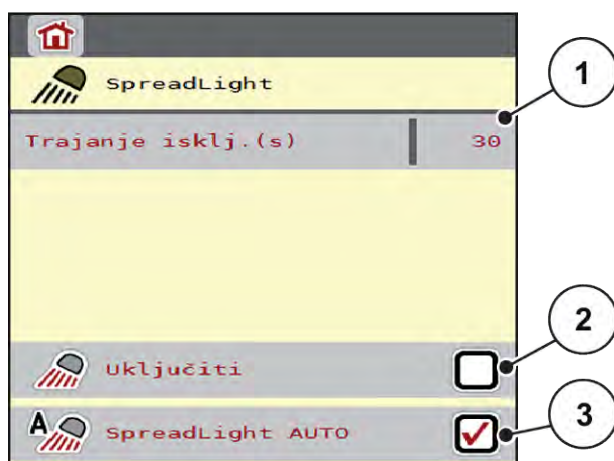 SpreadLight
1
Trajanje isklj.(s) 30
Uključiti
2
A SpreadLight AUTO
3